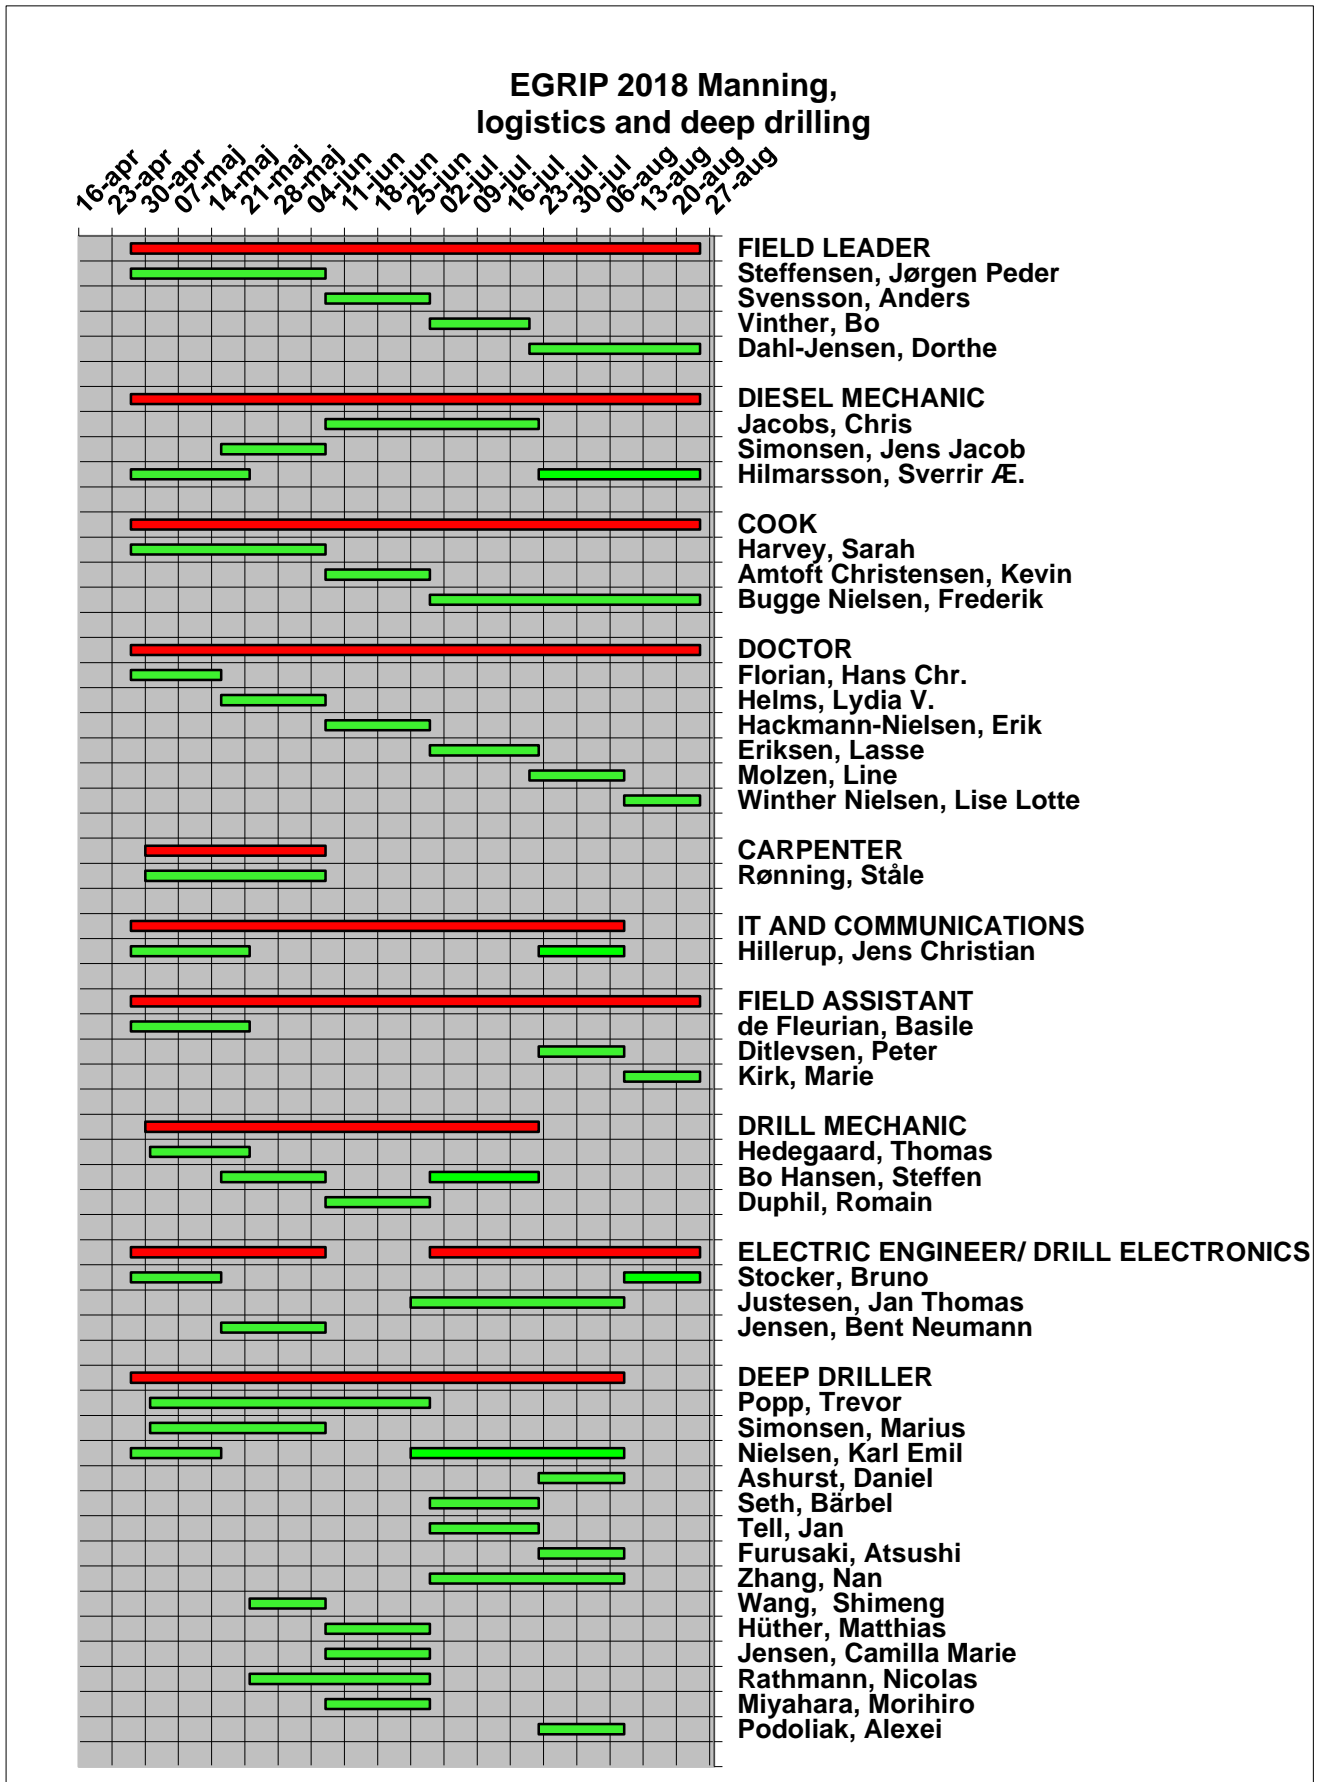 EGRIP 2018 Manning,
logistics and deep drilling
16-apr
23-apr
30-apr
07-maj
14-maj
21-maj
28-maj
04-jun
11-jun
18-jun
25-jun
02-jul
09-jul
16-jul
23-jul
30-jul
06-aug
13-aug
20-aug
27-aug
FIELD LEADER
Steffensen, Jørgen Peder
Svensson, Anders
Vinther, Bo
Dahl-Jensen, Dorthe
DIESEL MECHANIC
Jacobs, Chris
Simonsen, Jens Jacob
Hilmarsson, Sverrir Æ.
COOK
Harvey, Sarah
Amtoft Christensen, Kevin
Bugge Nielsen, Frederik
DOCTOR
Florian, Hans Chr.
Helms, Lydia V.
Hackmann-Nielsen, Erik
Eriksen, Lasse
Molzen, Line
Winther Nielsen, Lise Lotte
CARPENTER
Rønning, Ståle
IT AND COMMUNICATIONS
Hillerup, Jens Christian
FIELD ASSISTANT
de Fleurian, Basile
Ditlevsen, Peter
Kirk, Marie
DRILL MECHANIC
Hedegaard, Thomas
Bo Hansen, Steffen
Duphil, Romain
ELECTRIC ENGINEER/ DRILL ELECTRONICS
Stocker, Bruno
Justesen, Jan Thomas
Jensen, Bent Neumann
DEEP DRILLER
Popp, Trevor
Simonsen, Marius
Nielsen, Karl Emil
Ashurst, Daniel
Seth, Bärbel
Tell, Jan
Furusaki, Atsushi
Zhang, Nan
Wang,  Shimeng
Hüther, Matthias
Jensen, Camilla Marie
Rathmann, Nicolas
Miyahara, Morihiro
Podoliak, Alexei